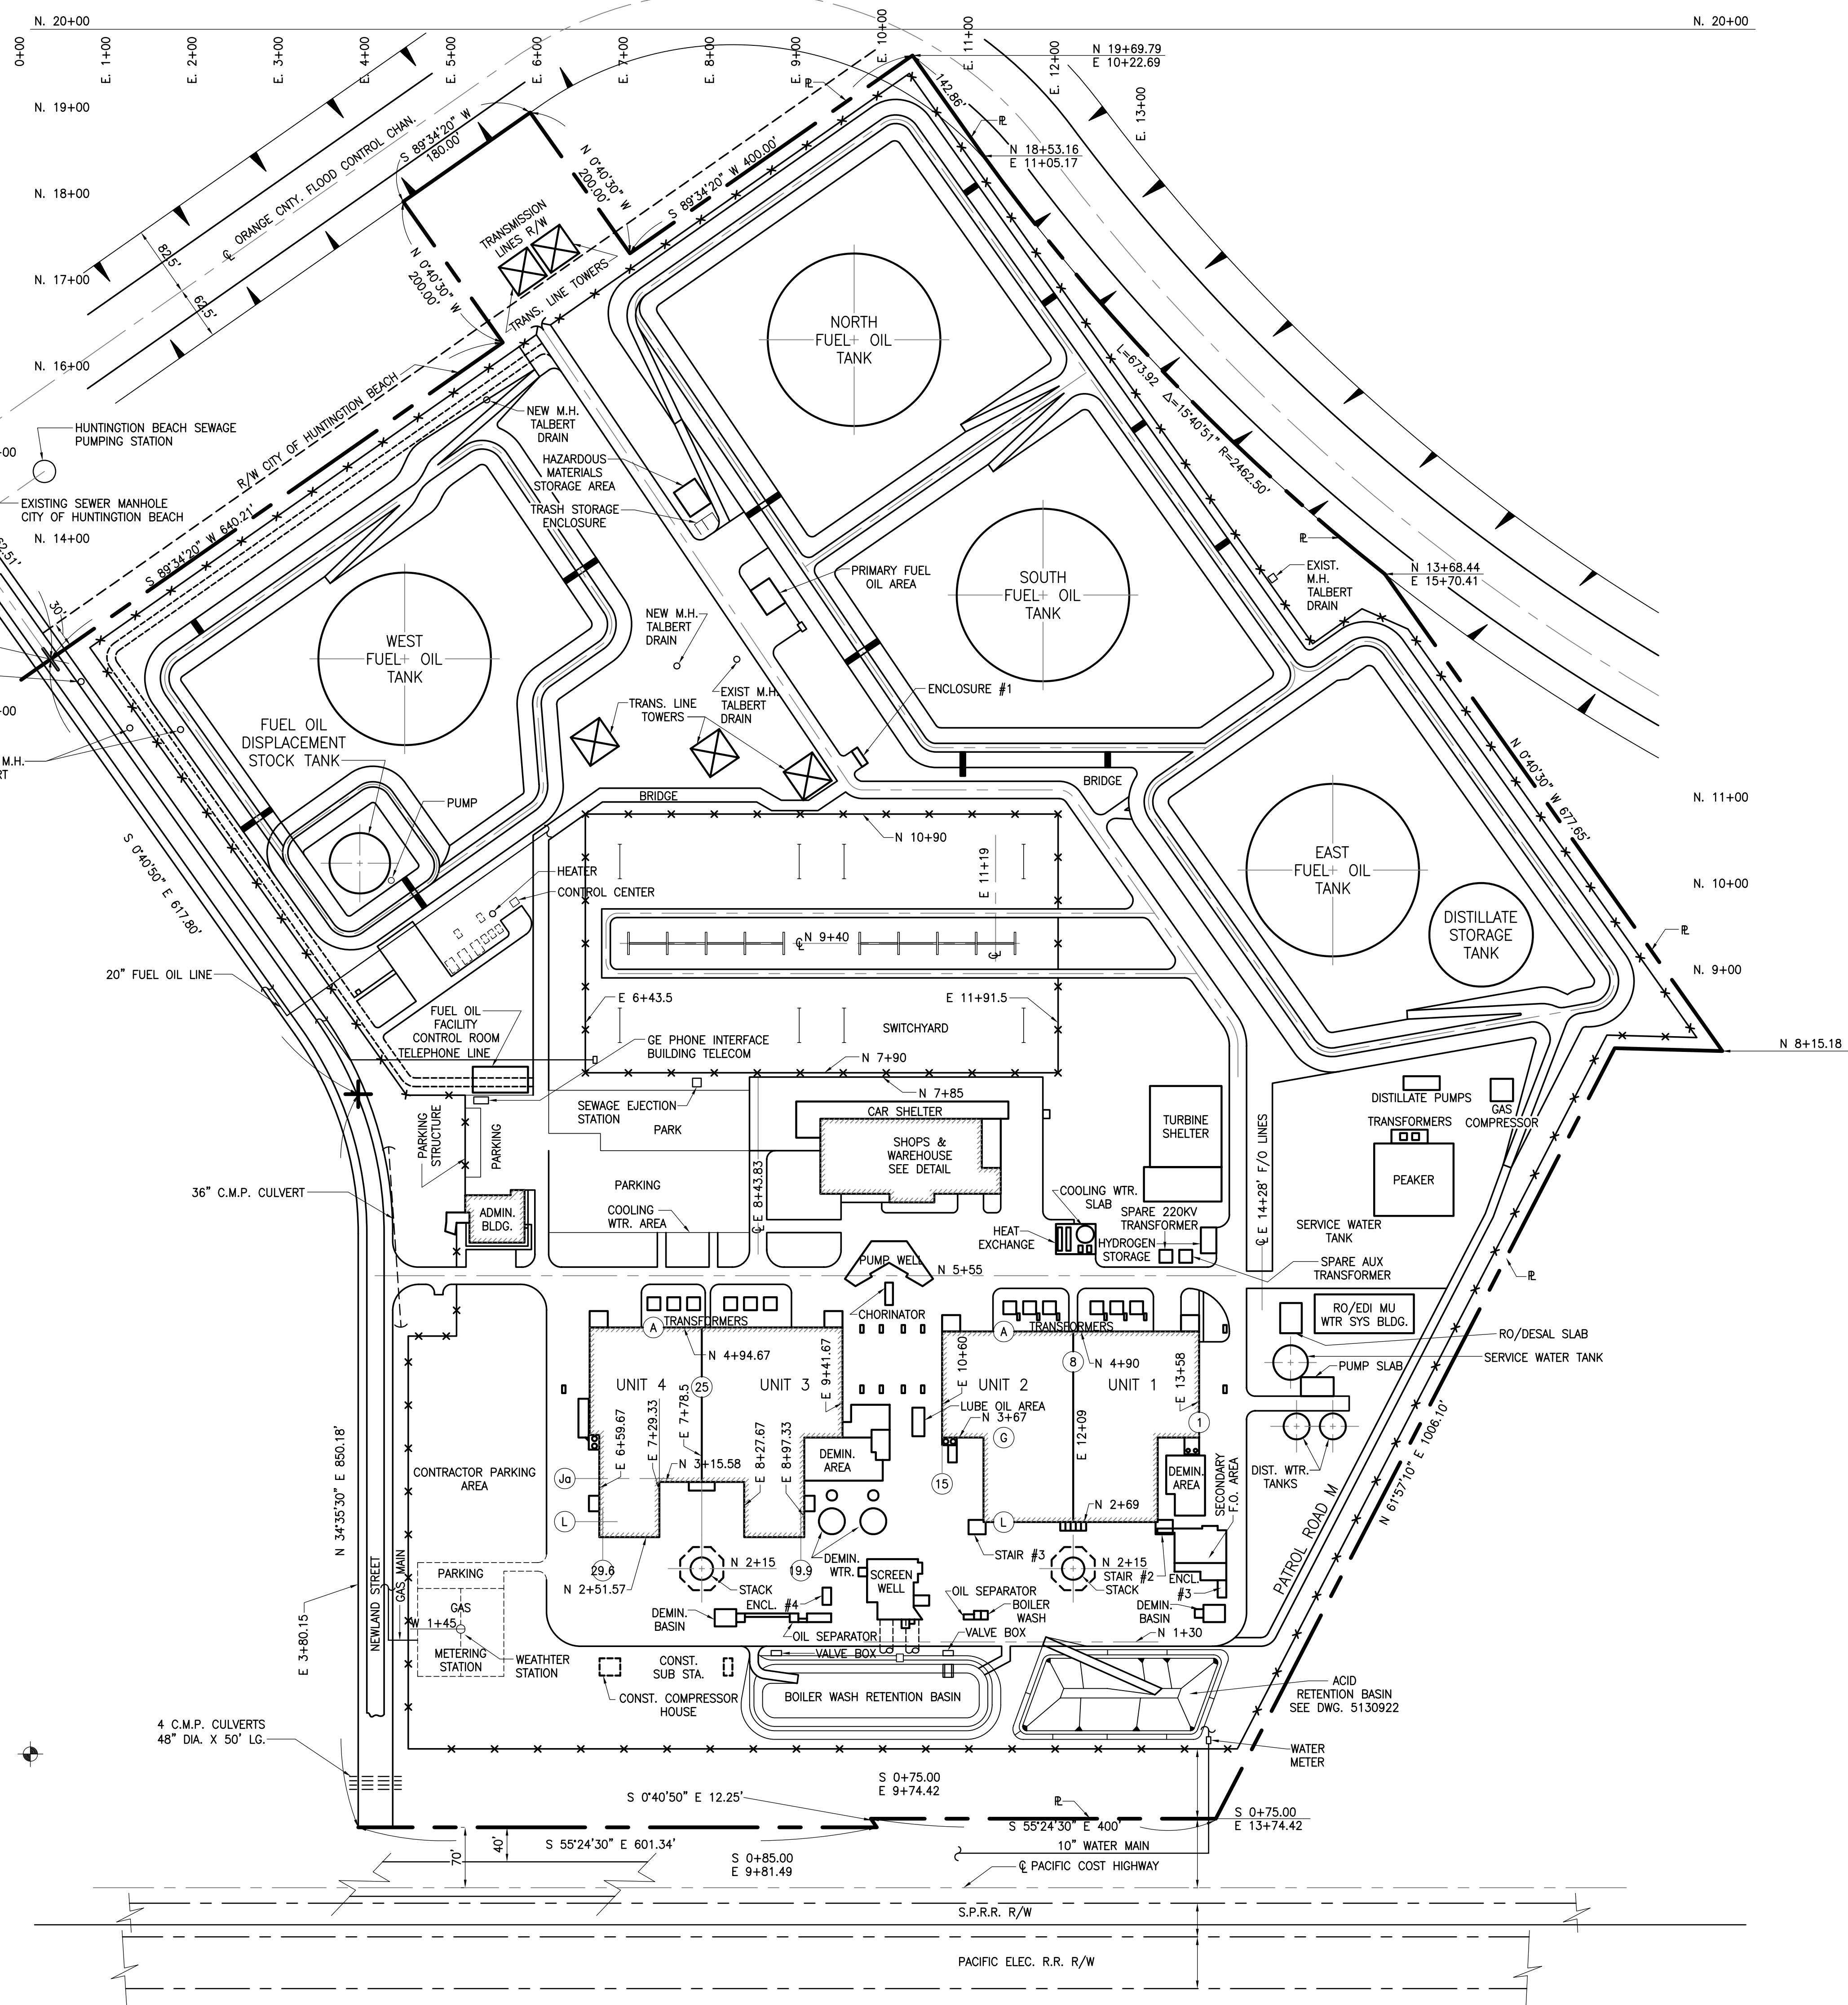 N. 20+00
N. 20+00
0+00
E. 1+00
E. 2+00
E. 3+00
E. 4+00
E. 5+00
E. 6+00
E. 7+00
E. 8+00
E. 9+00
E. 10+00
E. 11+00
E. 12+00
E. 13+00
N 19+69.79
E 10+22.69
142.86'
N. 19+00
N 18+53.16
E 11+05.17
℄ ORANGE CNTY. FLOOD CONTROL CHAN.
S 89°34'20" W
180.00'
N 0°40'30" W
200.00'
S 89°34'20" W 400.00'
N. 18+00
TRANSMISSION
LINES R/W
TRANS. LINE TOWERS
N 0°40'30" W
200.00'
82.5'
62.5'
N. 17+00
N. 16+00
NORTH
FUEL OIL
TANK
L=673.92 Δ=15°40'51" R=2462.50'
HUNTINGTION BEACH SEWAGE
PUMPING STATION
R/W CITY OF HUNTINGTION BEACH
S 89°34'20" W 640.21'
NEW M.H.
TALBERT
DRAIN
HAZARDOUS
MATERIALS
STORAGE AREA
TRASH STORAGE
ENCLOSURE
+00
EXISTING SEWER MANHOLE
CITY OF HUNTINGTION BEACH
N. 14+00
62.51'
30'
PRIMARY FUEL
OIL AREA
SOUTH
FUEL OIL
TANK
EXIST.
M.H.
TALBERT
DRAIN
N 13+68.44
E 15+70.41
WEST
FUEL OIL
TANK
NEW M.H.
TALBERT
DRAIN
EXIST M.H.
TALBERT
DRAIN
ENCLOSURE #1
TRANS. LINE
TOWERS
+00
FUEL OIL
DISPLACEMENT
STOCK TANK
M.H.
PUMP
BRIDGE
BRIDGE
N. 11+00
N 0°40'30" W 677.65'
N 10+90
S 0°40'50" E 617.80'
HEATER
CONTROL CENTER
E 11+19
EAST
FUEL OIL
TANK
DISTILLATE
STORAGE
TANK
N. 10+00
℄ N 9+40
℄
20" FUEL OIL LINE
N. 9+00
E 6+43.5
E 11+91.5
SWITCHYARD
FUEL OIL
FACILITY
CONTROL ROOM
TELEPHONE LINE
GE PHONE INTERFACE
BUILDING TELECOM
N 7+90
N 8+15.18
N 7+85
SEWAGE EJECTION
STATION
PARK
CAR SHELTER
SHOPS &
WAREHOUSE
SEE DETAIL
TURBINE
SHELTER
℄ E 14+28' F/O LINES
DISTILLATE PUMPS
GAS
COMPRESSOR
TRANSFORMERS
PEAKER
PARKING
STRUCTURE
PARKING
36" C.M.P. CULVERT
ADMIN.
BLDG.
PARKING
COOLING
WTR. AREA
℄ E 8+43.83
COOLING WTR.
SLAB
SPARE 220KV
TRANSFORMER
HEAT
EXCHANGE
HYDROGEN
STORAGE
SERVICE WATER
TANK
SPARE AUX
TRANSFORMER
PUMP WELL
N 5+55
CHORINATOR
TRANSFORMERS
TRANSFORMERS
RO/EDI MU
WTR SYS BLDG.
RO/DESAL SLAB
SERVICE WATER TANK
PUMP SLAB
A
A
N 4+94.67
N 4+90
8
25
UNIT 4
UNIT 3
UNIT 2
UNIT 1
E 9+41.67
E 10+60
E 13+58
E 7+78.5
E 12+09
LUBE OIL AREA
N 3+67
G
1
E 6+59.67
E 7+29.33
E 8+27.67
E 8+97.33
N 3+15.58
DEMIN.
AREA
DEMIN.
AREA
DIST. WTR.
TANKS
SECONDARY
F.O. AREA
Ja
15
L
L
N 2+69
CONTRACTOR PARKING
AREA
N 34°35'30" E 850.18'
N 61°57'10" E 1006.10'
PATROL ROAD M
STAIR #3
29.6
19.9
N 2+51.57
N 2+15
STACK
DEMIN.
WTR.
SCREEN
WELL
N 2+15
STACK
STAIR #2
ENCL.
#3
PARKING
GAS
METERING
STATION
W 1+45
WEATHTER
STATION
GAS MAIN
NEWLAND STREET
E 3+80.15
ENCL. #4
DEMIN.
BASIN
OIL SEPARATOR
OIL SEPARATOR
BOILER
WASH
VALVE BOX
VALVE BOX
DEMIN.
BASIN
N 1+30
CONST.
SUB STA.
CONST. COMPRESSOR
HOUSE
BOILER WASH RETENTION BASIN
ACID
RETENTION BASIN
SEE DWG. 5130922
4 C.M.P. CULVERTS
48" DIA. X 50' LG.
WATER
METER
S 0+75.00
E 9+74.42
S 0°40'50" E 12.25'
S 0+75.00
E 13+74.42
S 55°24'30" E 400'
S 55°24'30" E 601.34'
40'
70'
10" WATER MAIN
S 0+85.00
E 9+81.49
℄ PACIFIC COST HIGHWAY
S.P.R.R. R/W
PACIFIC ELEC. R.R. R/W